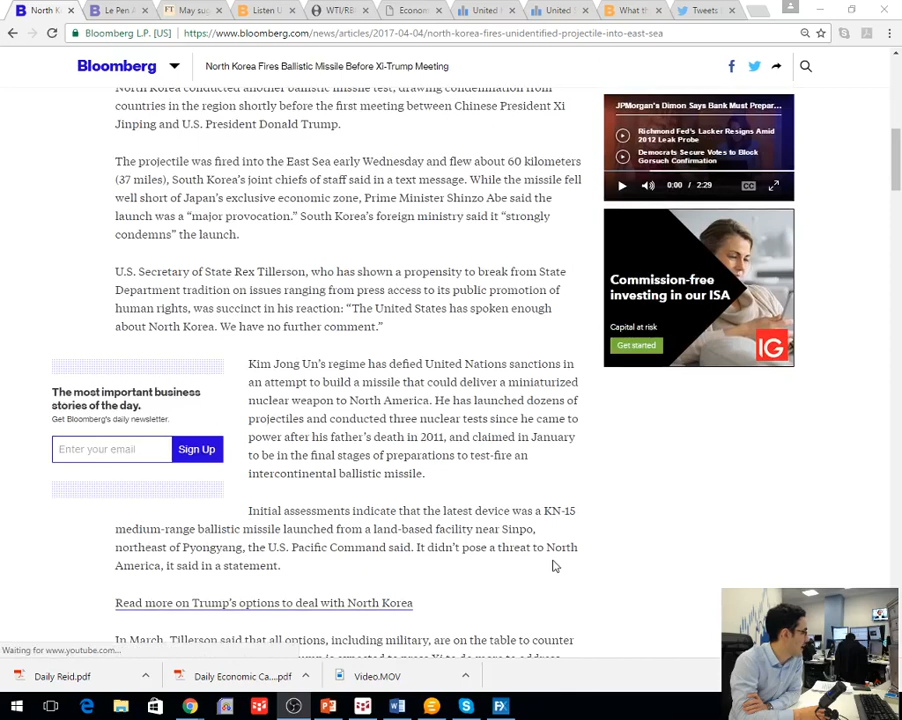 North K
Le Pen A
FT
May sug
Listen U
WTI/RB
Econom
United
United
What th
Tweets
Bloomberg L.P. [US]
https://www.bloomberg.com/news/articles/2017-04-04/north-korea-fires-unidentified-projectile-into-east-sea
Bloomberg
North Korea Fires Ballistic Missile Before Xi-Trump Meeting
North Korea conducted another ballistic missile test, drawing condemnation from
countries in the region shortly before the first meeting between Chinese President Xi
Jinping and U.S. President Donald Trump.
The projectile was fired into the East Sea early Wednesday and flew about 60 kilometers
(37 miles), South Korea's joint chiefs of staff said in a text message. While the missile fell
well short of Japan's exclusive economic zone, Prime Minister Shinzo Abe said the
launch was a “major provocation.” South Korea's foreign ministry said it “strongly
condemns” the launch.
U.S. Secretary of State Rex Tillerson, who has shown a propensity to break from State
Department tradition on issues ranging from press access to its public promotion of
human rights, was succinct in his reaction: “The United States has spoken enough
about North Korea. We have no further comment.”
Kim Jong Un's regime has defied United Nations sanctions in
an attempt to build a missile that could deliver a miniaturized
nuclear weapon to North America. He has launched dozens of
projectiles and conducted three nuclear tests since he came to
power after his father's death in 2011, and claimed in January
to be in the final stages of preparations to test-fire an
intercontinental ballistic missile.
Initial assessments indicate that the latest device was a KN-15
medium-range ballistic missile launched from a land-based facility near Sinpo,
northeast of Pyongyang, the U.S. Pacific Command said. It didn't pose a threat to North
America, it said in a statement.
Read more on Trump's options to deal with North Korea
In March, Tillerson said that all options, including military, are on the table to counter
The most important business
stories of the day.
Get Bloomberg's daily newsletter.
Enter your email
Sign Up
JPMorgan's Dimon Says Bank Must Prepar...
Richmond Fed's Lacker Resigns Amid
2012 Leak Probe
Democrats Secure Votes to Block
Gorsuch Confirmation
0:00 / 2:29
CC
Commission-free
investing in our ISA
Capital at risk
Get started
IG
Waiting for www.youtube.com...
Daily Reid.pdf
Daily Economic Ca....pdf
Video.MOV
FX